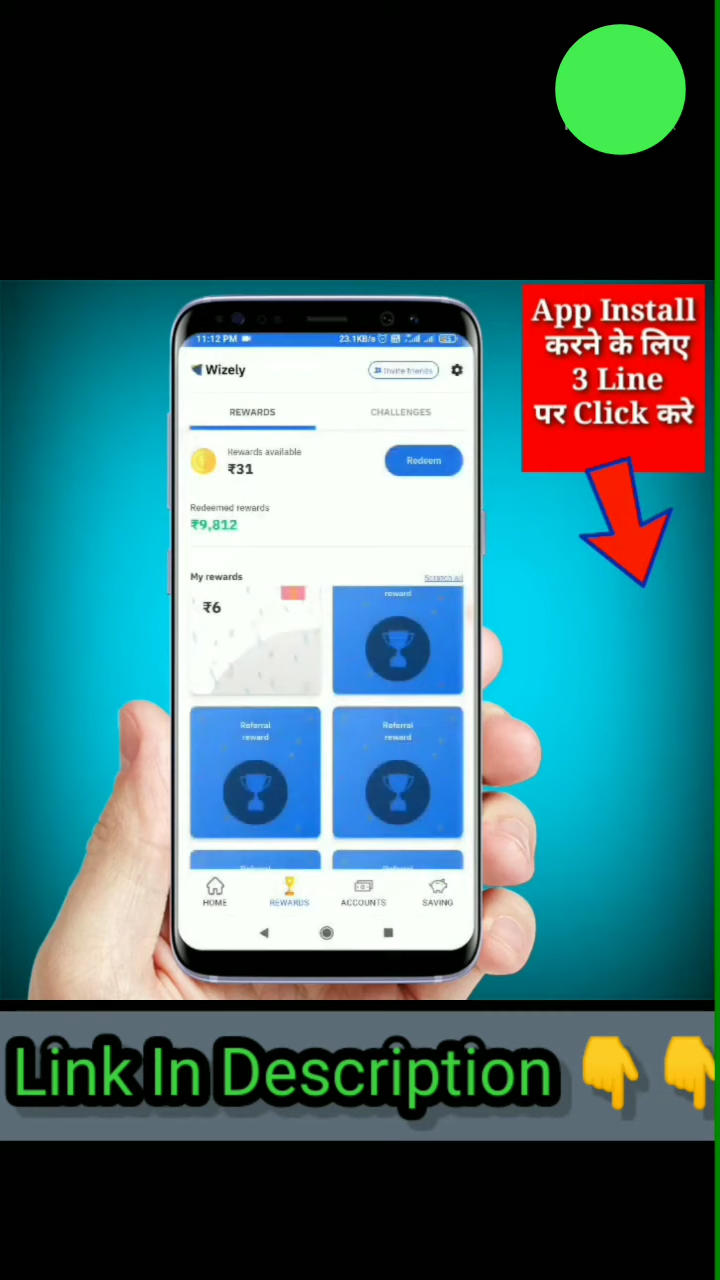 App Install
करने के लिए
3 Line
पर Click करे
11:12 PM
23.1KB/s
Wizely
Invite friends
REWARDS
CHALLENGES
Rewards available
₹31
Redeem
Redeemed rewards
₹9,812
My rewards
Scratch all
₹6
reward
Referral
reward
Referral
reward
Referral
Referral
HOME
REWARDS
ACCOUNTS
SAVING
Link In Description 👇👇